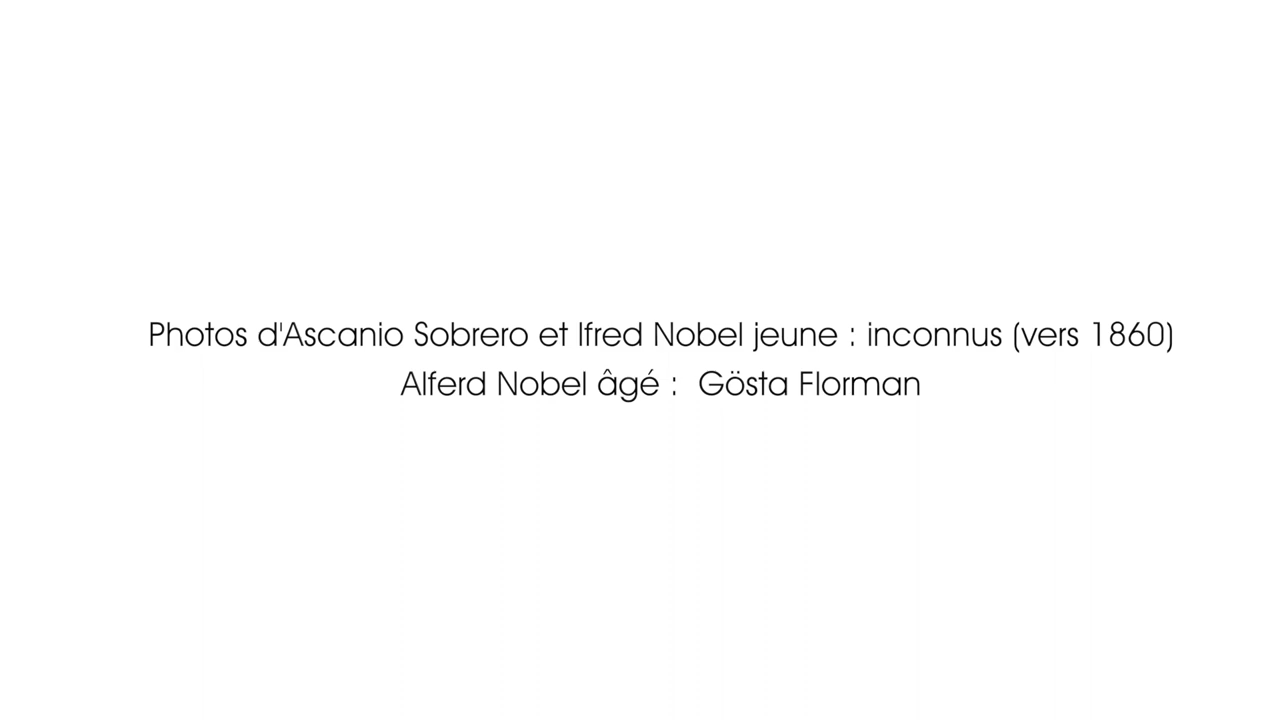 Photos d'Ascanio Sobrero et lfred Nobel jeune : inconnus (vers 1860)
Alferd Nobel âgé :  Gösta Florman